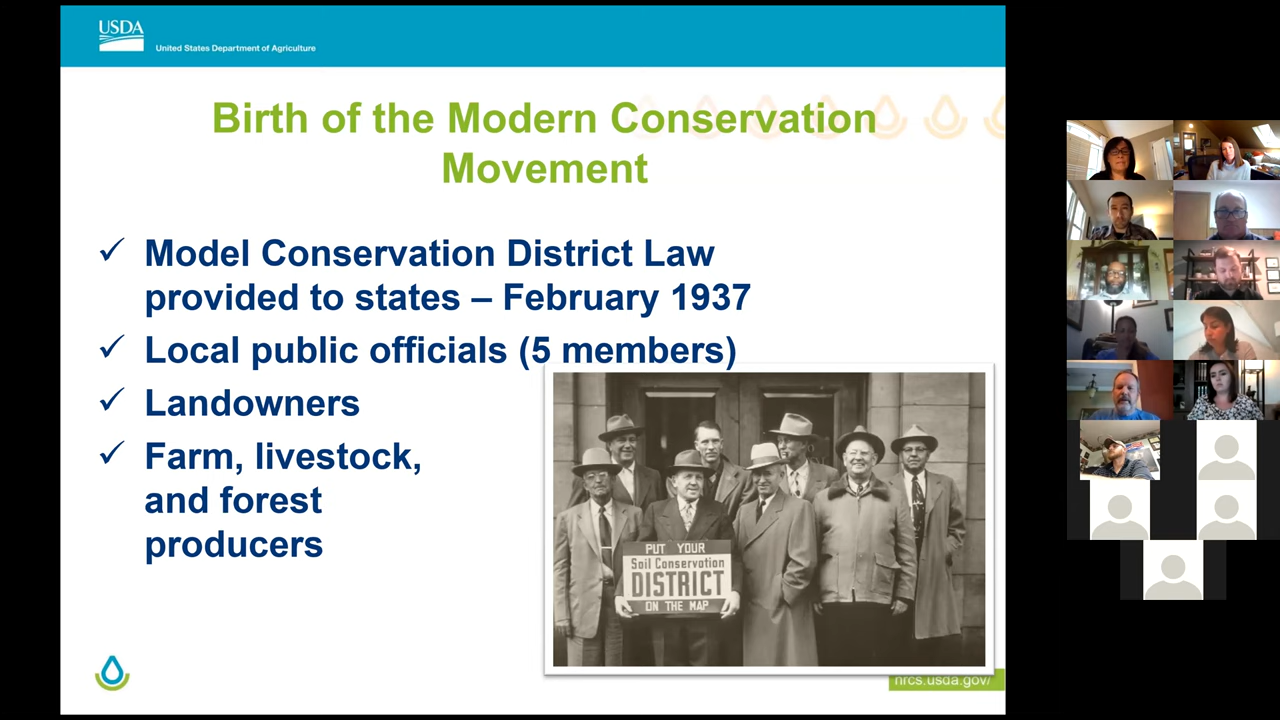 USDA
United States Department of Agriculture
Birth of the Modern Conservation
Movement
✓ Model Conservation District Law
provided to states – February 1937
✓ Local public officials (5 members)
✓ Landowners
✓ Farm, livestock,
and forest
producers
PUT YOUR
Soil Conservation
DISTRICT
ON THE MAP
nrcs.usda.gov/